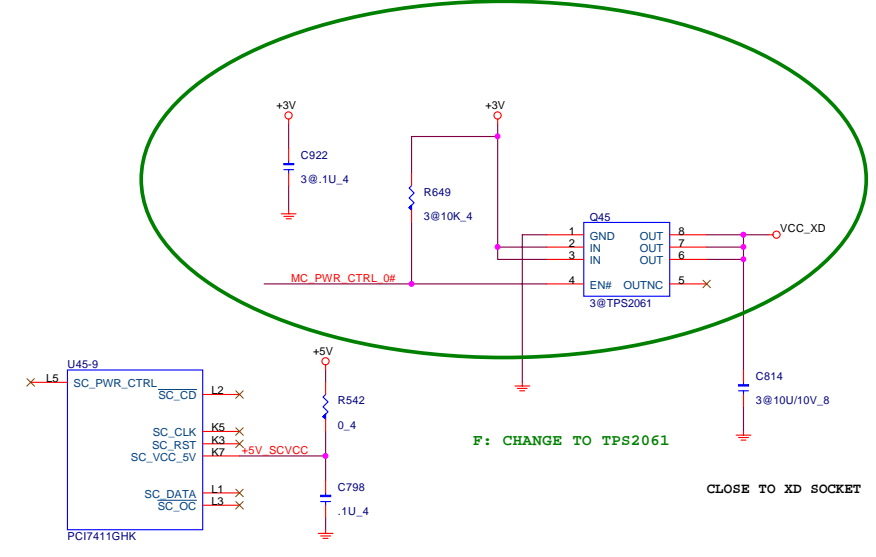 +3V
+3V
C922
3@.1U_4
R649
3@10K_4
Q45
1
2
3
4
GND
IN
IN
EN#
OUT
OUT
OUT
OUTNC
8
7
6
5
3@TPS2061
VCC_XD
MC_PWR_CTRL_0#
C814
3@10U/10V_8
U45-9
L5
SC_PWR_CTRL
SC_CD
L2
SC_CLK
K5
SC_RST
K3
SC_VCC_5V
K7
SC_DATA
L1
SC_OC
L3
PCI7411GHK
+5V
R542
0_4
+5V_SCVCC
C798
.1U_4
F: CHANGE TO TPS2061
CLOSE TO XD SOCKET